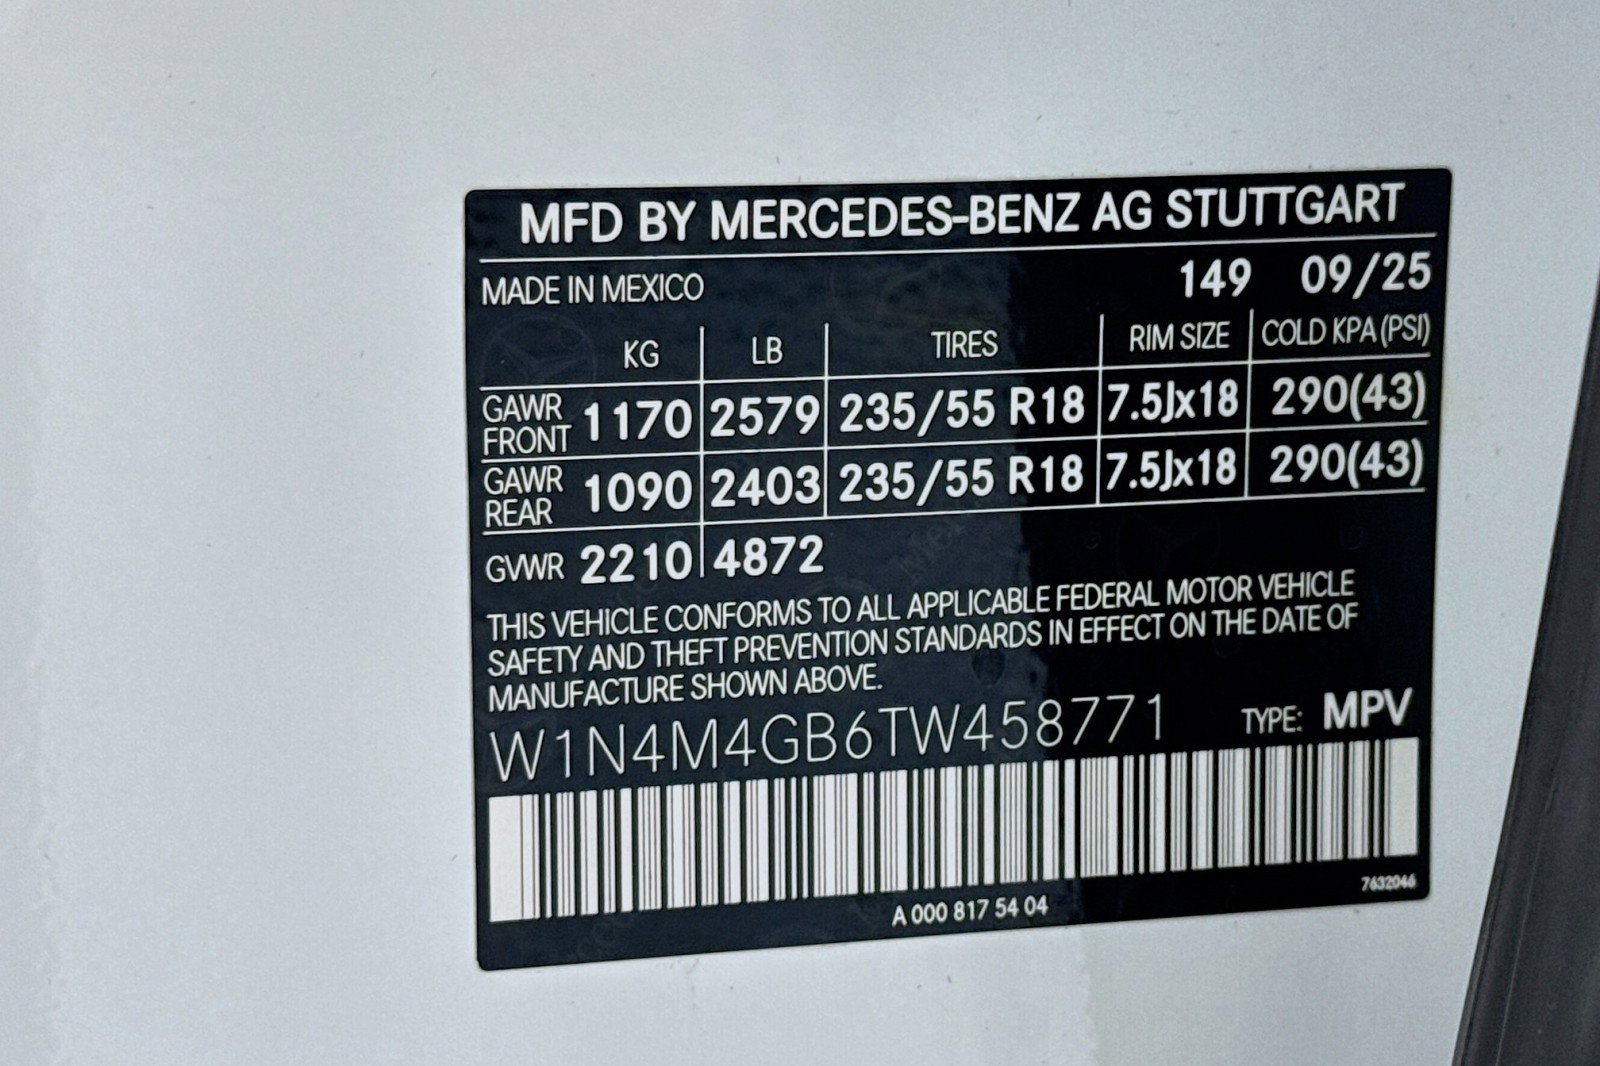 MFD BY MERCEDES-BENZ AG STUTTGART
MADE IN MEXICO 149 09/25
KG LB TIRES RIM SIZE COLD KPA (PSI)
GAWR FRONT 1170 2579 235/55 R18 7.5Jx18 290(43)
GAWR REAR 1090 2403 235/55 R18 7.5Jx18 290(43)
GVWR 2210 4872
THIS VEHICLE CONFORMS TO ALL APPLICABLE FEDERAL MOTOR VEHICLE
SAFETY AND THEFT PREVENTION STANDARDS IN EFFECT ON THE DATE OF
MANUFACTURE SHOWN ABOVE.
W1N4M4GB6TW458771 TYPE: MPV
7632046
A 000 817 54 04